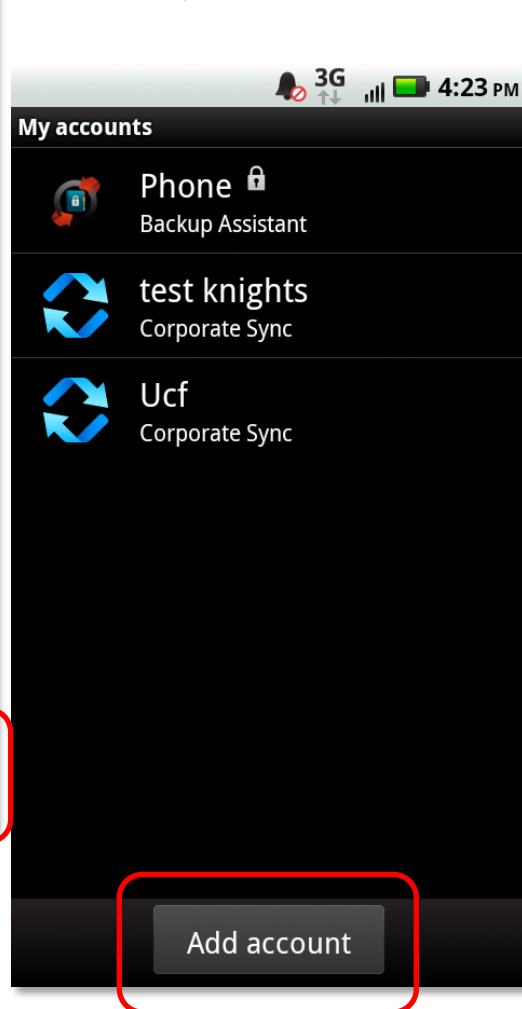 3G 4:23 PM
My accounts
Phone
Backup Assistant
test knights
Corporate Sync
Ucf
Corporate Sync
Add account